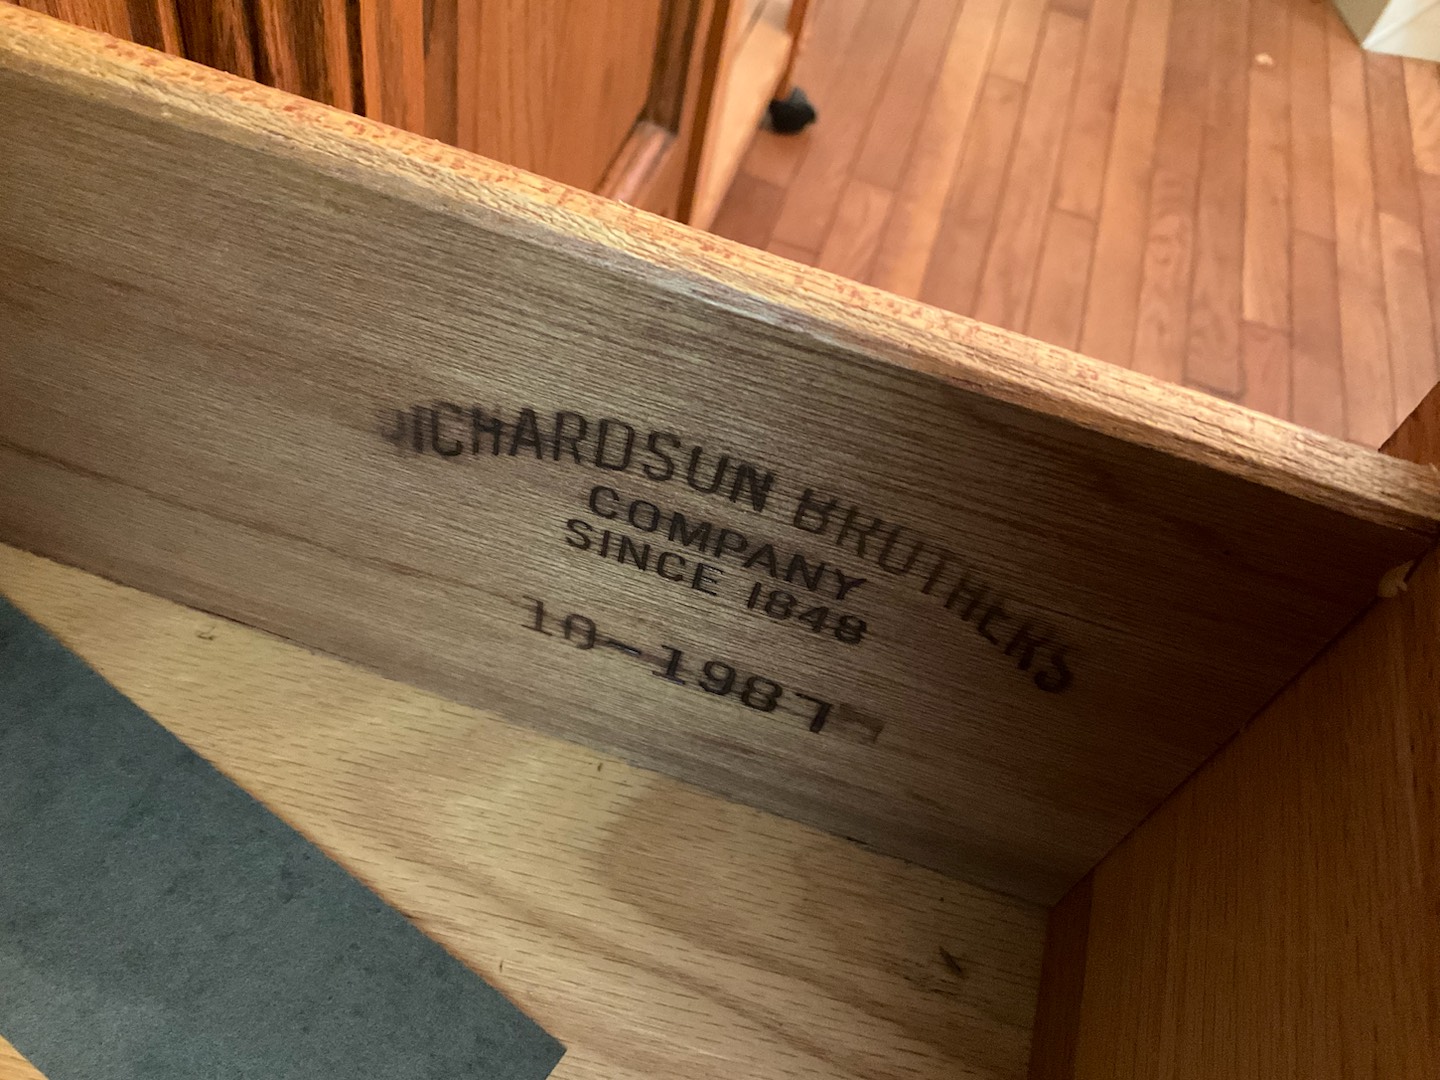 RICHARDSON BROTHERS
COMPANY
SINCE 1848
10-1987